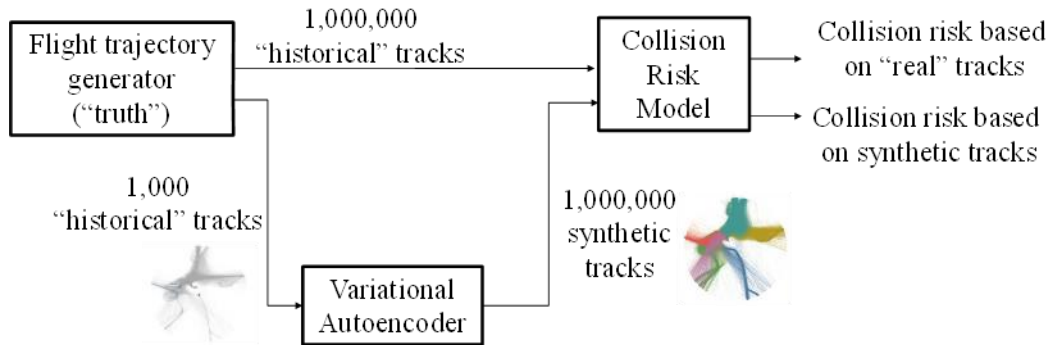 Flight trajectory
generator
(“truth”)
1,000,000
“historical” tracks
Collision
Risk
Model
Collision risk based
on “real” tracks
Collision risk based
on synthetic tracks
1,000
“historical” tracks
Variational
Autoencoder
1,000,000
synthetic
tracks